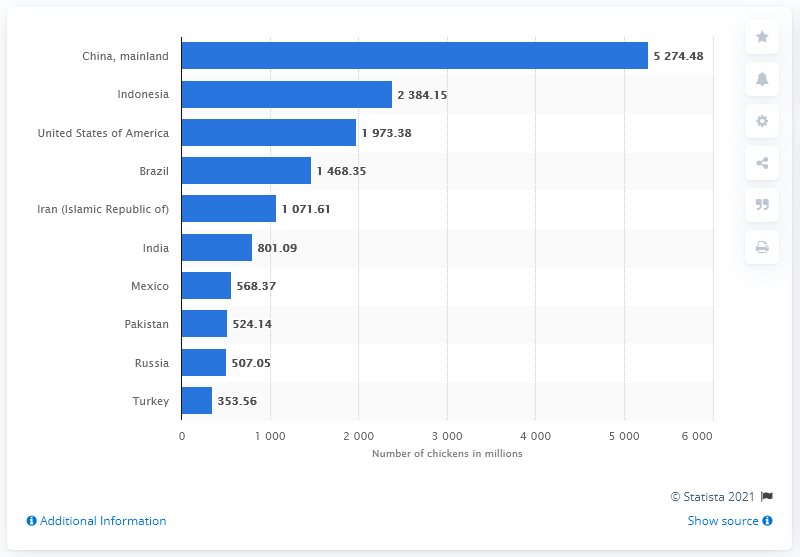 China, mainland 5 274.48
Indonesia 2 384.15
United States of America 1 973.38
Brazil 1 468.35
Iran (Islamic Republic of) 1 071.61
India 801.09
Mexico 568.37
Pakistan 524.14
Russia 507.05
Turkey 353.56
0 1 000 2 000 3 000 4 000 5 000 6 000
Number of chickens in millions
© Statista 2021
Additional Information Show source